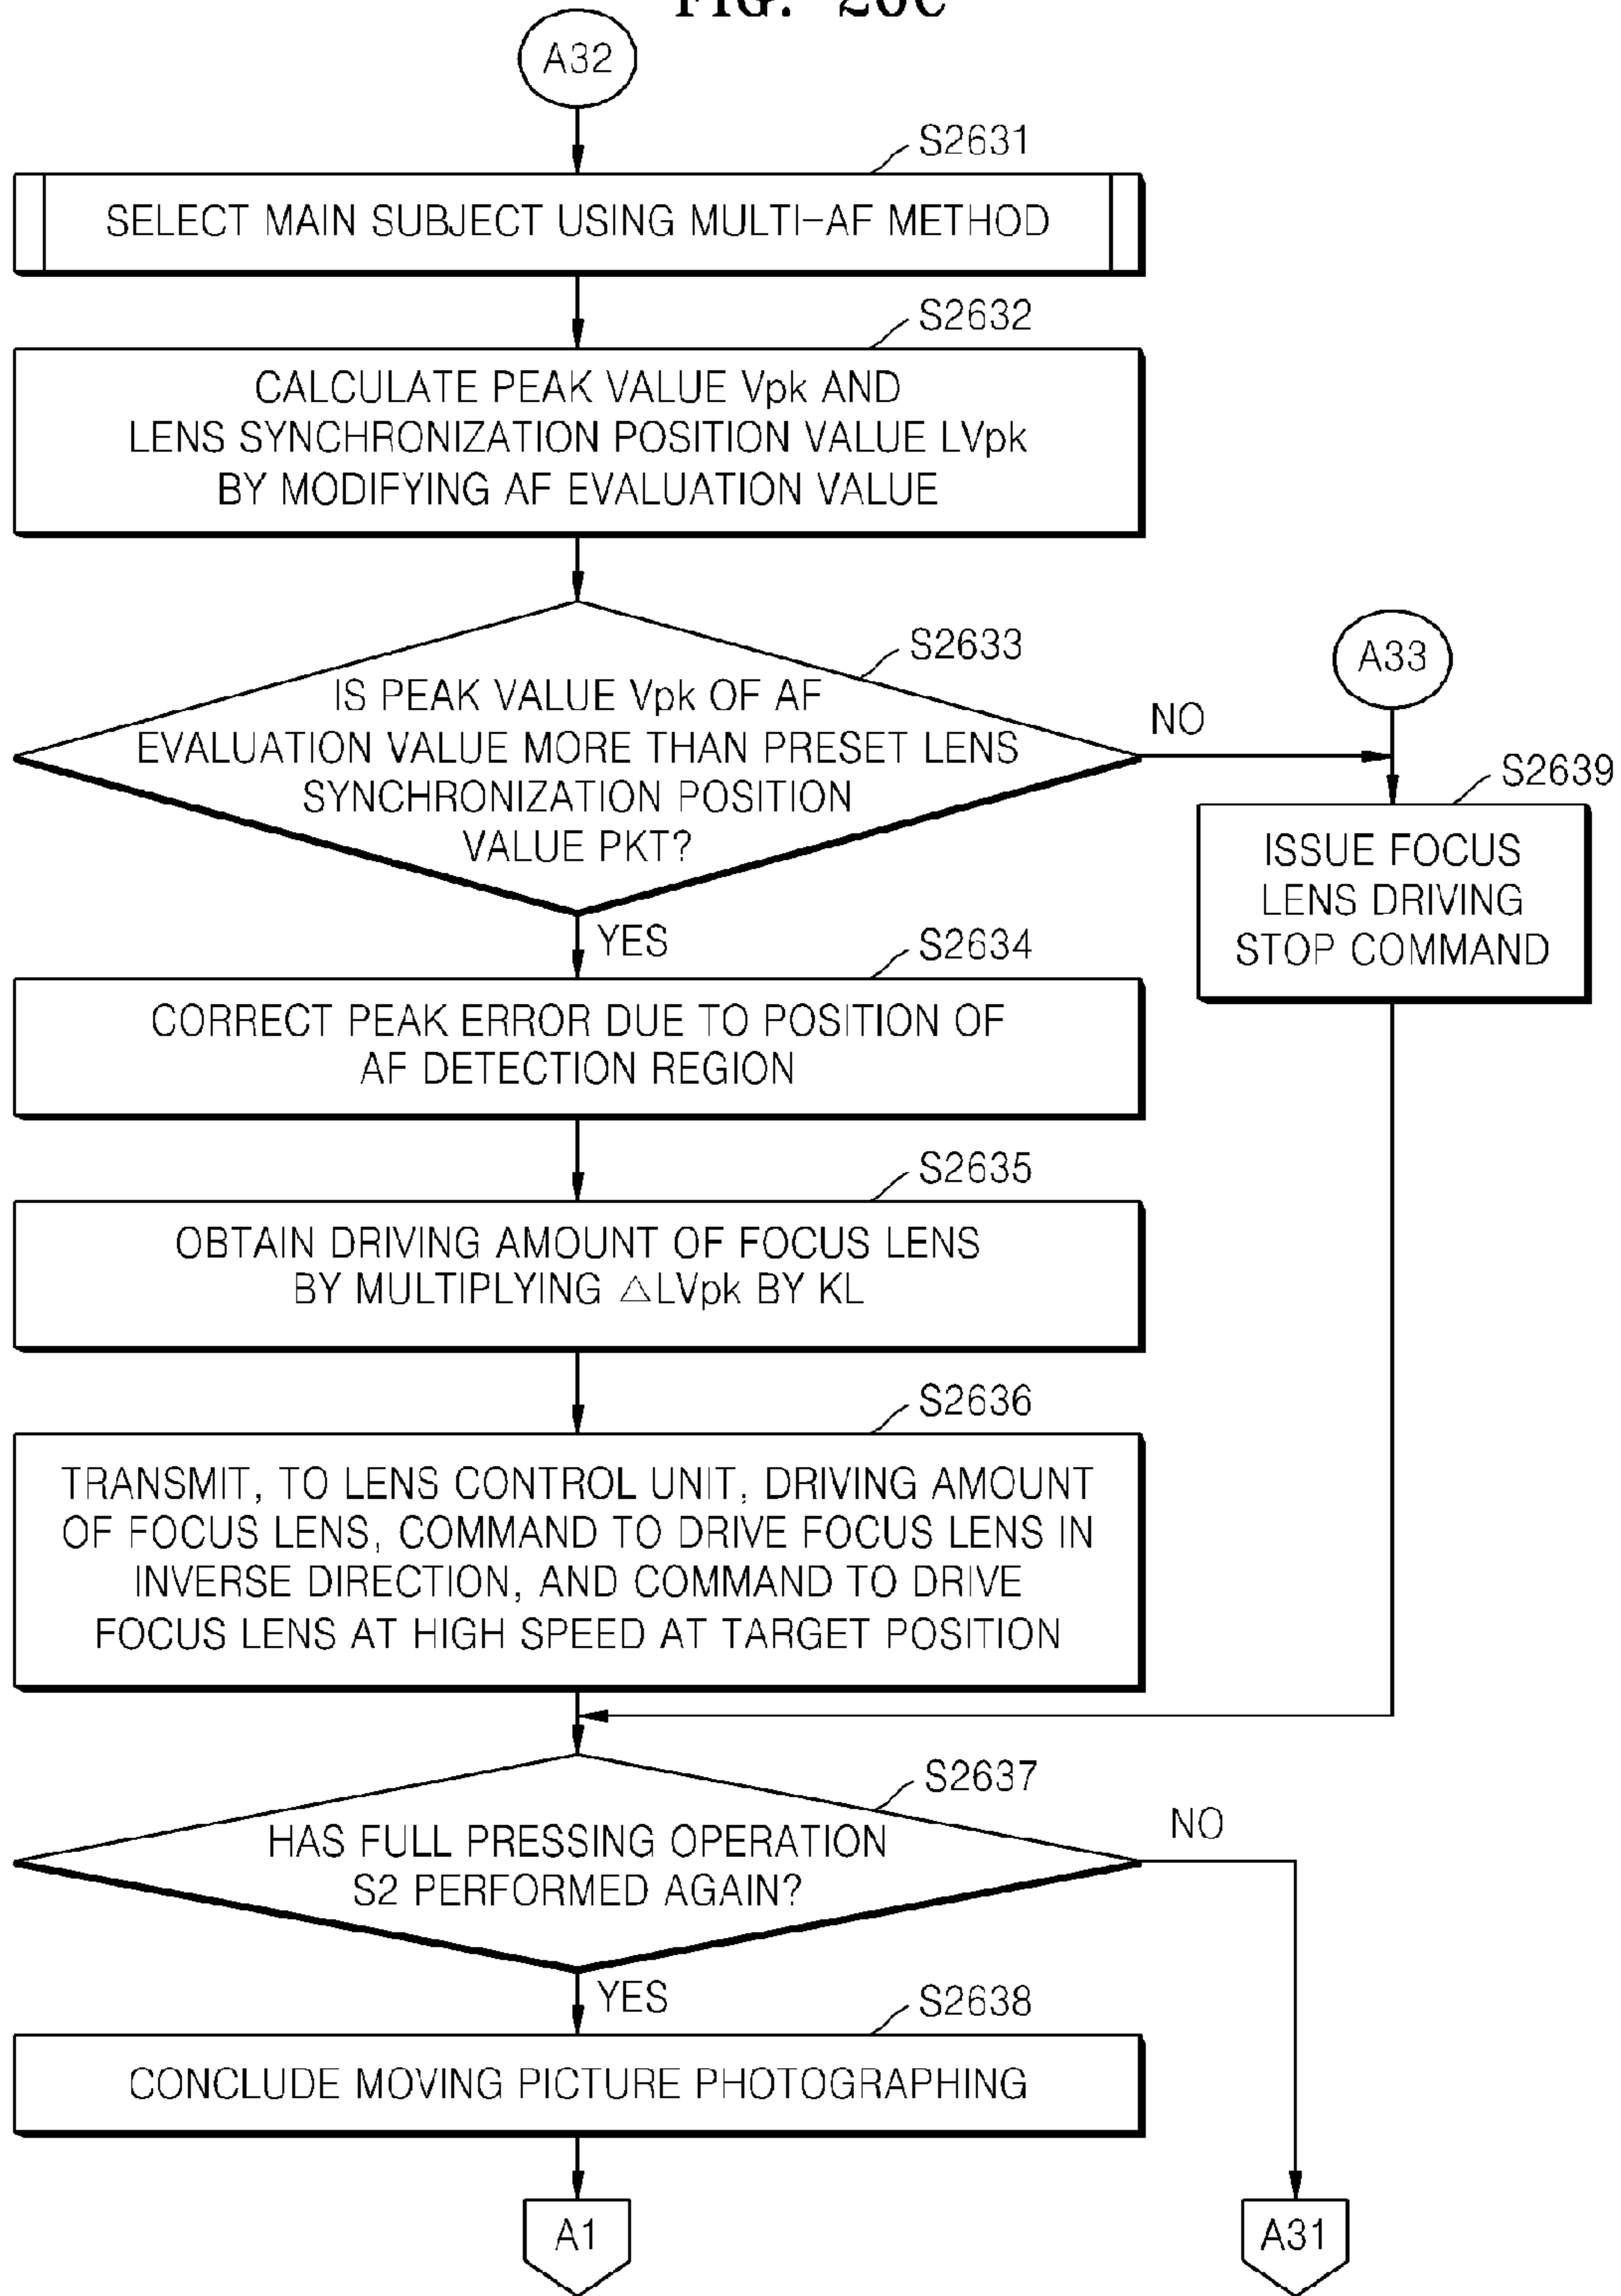 FIG. 26C
A32
S2631
SELECT MAIN SUBJECT USING MULTI-AF METHOD
S2632
CALCULATE PEAK VALUE Vpk AND
LENS SYNCHRONIZATION POSITION VALUE LVpk
BY MODIFYING AF EVALUATION VALUE
S2633
IS PEAK VALUE Vpk OF AF
EVALUATION VALUE MORE THAN PRESET LENS
SYNCHRONIZATION POSITION
VALUE PKT?
NO
A33
S2639
ISSUE FOCUS
LENS DRIVING
STOP COMMAND
YES
S2634
CORRECT PEAK ERROR DUE TO POSITION OF
AF DETECTION REGION
S2635
OBTAIN DRIVING AMOUNT OF FOCUS LENS
BY MULTIPLYING △LVpk BY KL
S2636
TRANSMIT, TO LENS CONTROL UNIT, DRIVING AMOUNT
OF FOCUS LENS, COMMAND TO DRIVE FOCUS LENS IN
INVERSE DIRECTION, AND COMMAND TO DRIVE
FOCUS LENS AT HIGH SPEED AT TARGET POSITION
S2637
HAS FULL PRESSING OPERATION
S2 PERFORMED AGAIN?
NO
YES
S2638
CONCLUDE MOVING PICTURE PHOTOGRAPHING
A1
A31